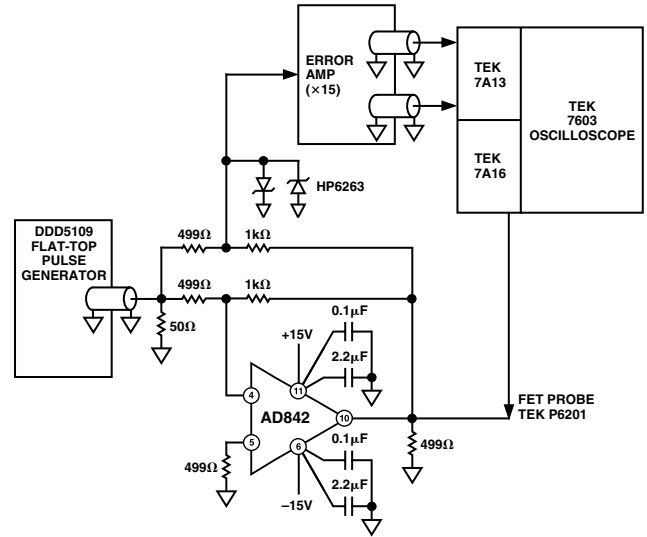 ERROR
AMP
(×15)
TEK
7A13
TEK
7603
OSCILLOSCOPE
TEK
7A16
HP6263
DDD5109
FLAT-TOP
PULSE
GENERATOR
499Ω
1kΩ
499Ω
1kΩ
50Ω
0.1μF
+15V
2.2μF
4
11
AD842
10
FET PROBE
TEK P6201
5
6
0.1μF
499Ω
499Ω
2.2μF
–15V